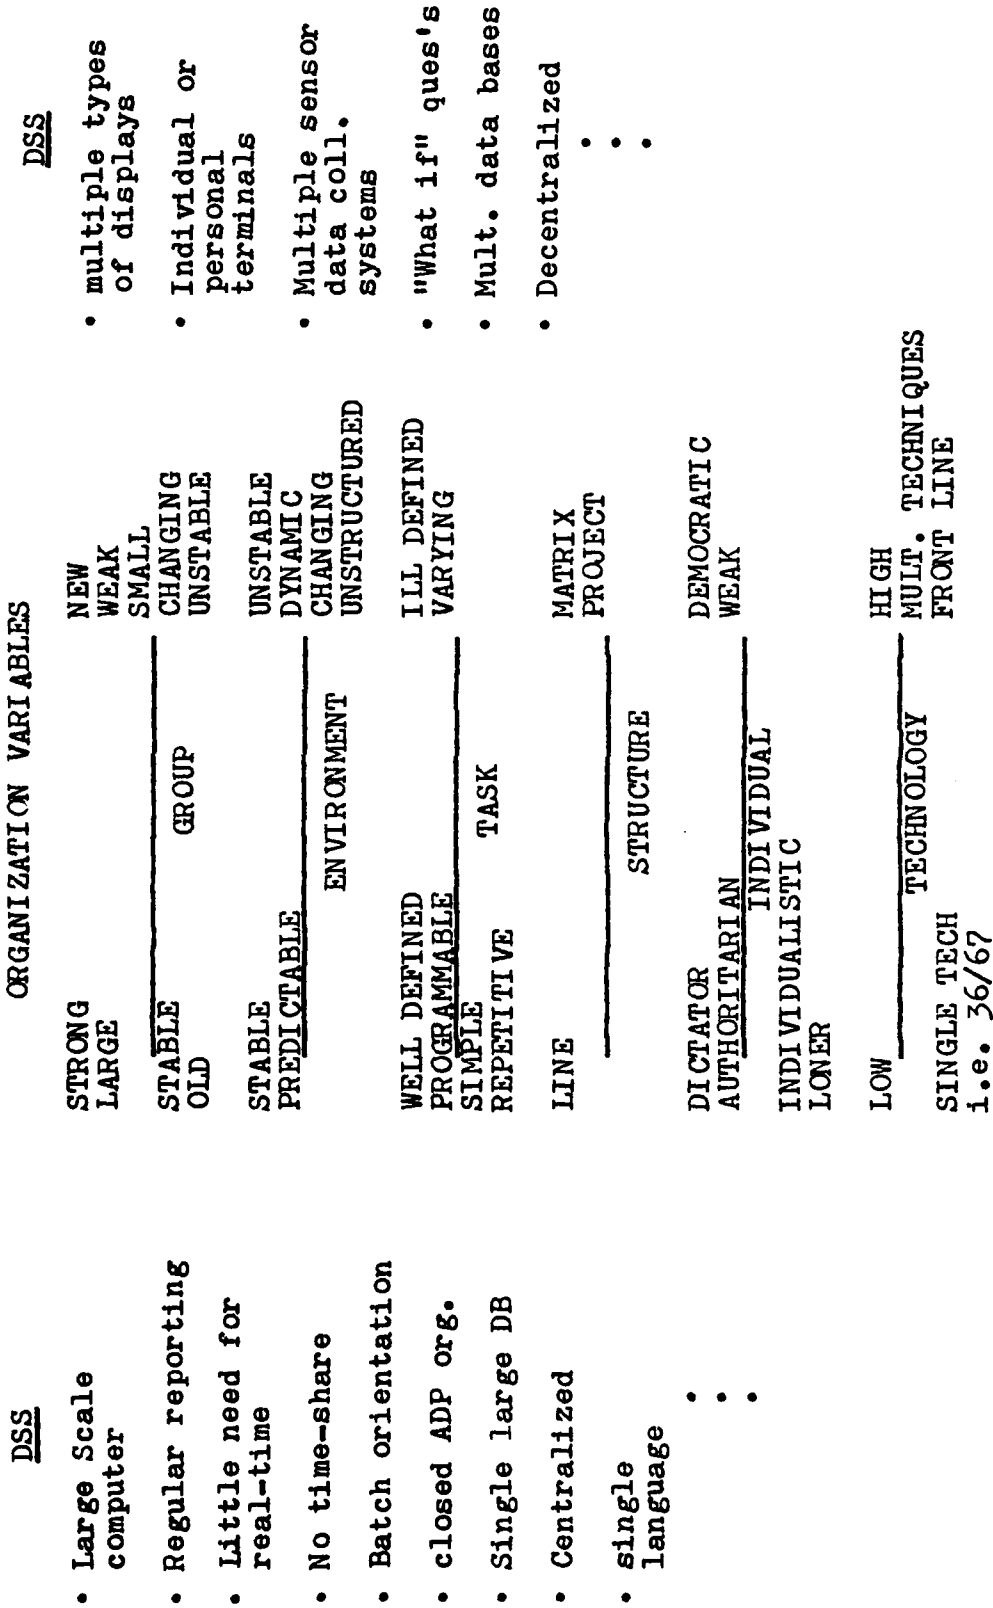 DSS
• Large Scale
computer
• Regular reporting
• Little need for
real-time
• No time-share
• Batch orientation
• closed ADP org.
• Single large DB
• Centralized
• single
language
•
•
•
ORGANIZATION VARIABLES
STRONG
LARGE
STABLE
OLD
GROUP
NEW
WEAK
SMALL
CHANGING
UNSTABLE
STABLE
PREDICTABLE
ENVIRONMENT
UNSTABLE
DYNAMIC
CHANGING
UNSTRUCTURED
WELL DEFINED
PROGRAMMABLE
SIMPLE
REPETITIVE
TASK
ILL DEFINED
VARYING
LINE
STRUCTURE
MATRIX
PROJECT
DICTATOR
AUTHORITARIAN
INDIVIDUAL
INDIVIDUALISTIC
LONER
DEMOCRATIC
WEAK
LOW
TECHNOLOGY
SINGLE TECH
i.e. 36/67
HIGH
MULT. TECHNIQUES
FRONT LINE
DSS
• multiple types
of displays
• Individual or
personal
terminals
• Multiple sensor
data coll.
systems
• "What if" ques's
• Mult. data bases
• Decentralized
•
•
•